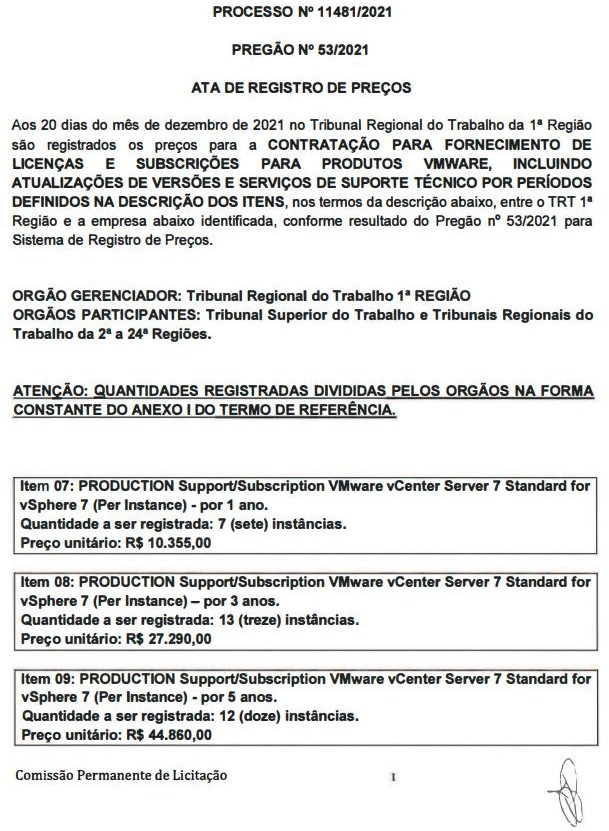 PROCESSO Nº 11481/2021
PREGÃO Nº 53/2021
ATA DE REGISTRO DE PREÇOS
Aos 20 dias do mês de dezembro de 2021 no Tribunal Regional do Trabalho da 1ª Região
são registrados os preços para a CONTRATAÇÃO PARA FORNECIMENTO DE
LICENÇAS E SUBSCRIÇÕES PARA PRODUTOS VMWARE, INCLUINDO
ATUALIZAÇÕES DE VERSÕES E SERVIÇOS DE SUPORTE TÉCNICO POR PERÍODOS
DEFINIDOS NA DESCRIÇÃO DOS ITENS, nos termos da descrição abaixo, entre o TRT 1ª
Região e a empresa abaixo identificada, conforme resultado do Pregão nº 53/2021 para
Sistema de Registro de Preços.
ORGÃO GERENCIADOR: Tribunal Regional do Trabalho 1ª REGIÃO
ORGÃOS PARTICIPANTES: Tribunal Superior do Trabalho e Tribunais Regionais do
Trabalho da 2ª a 24ª Regiões.
ATENÇÃO: QUANTIDADES REGISTRADAS DIVIDIDAS PELOS ORGÃOS NA FORMA
CONSTANTE DO ANEXO I DO TERMO DE REFERÊNCIA.
Item 07: PRODUCTION Support/Subscription VMware vCenter Server 7 Standard for
vSphere 7 (Per Instance) - por 1 ano.
Quantidade a ser registrada: 7 (sete) instâncias.
Preço unitário: R$ 10.355,00
Item 08: PRODUCTION Support/Subscription VMware vCenter Server 7 Standard for
vSphere 7 (Per Instance) – por 3 anos.
Quantidade a ser registrada: 13 (treze) instâncias.
Preço unitário: R$ 27.290,00
Item 09: PRODUCTION Support/Subscription VMware vCenter Server 7 Standard for
vSphere 7 (Per Instance) - por 5 anos.
Quantidade a ser registrada: 12 (doze) instâncias.
Preço unitário: R$ 44.860,00
Comissão Permanente de Licitação 1